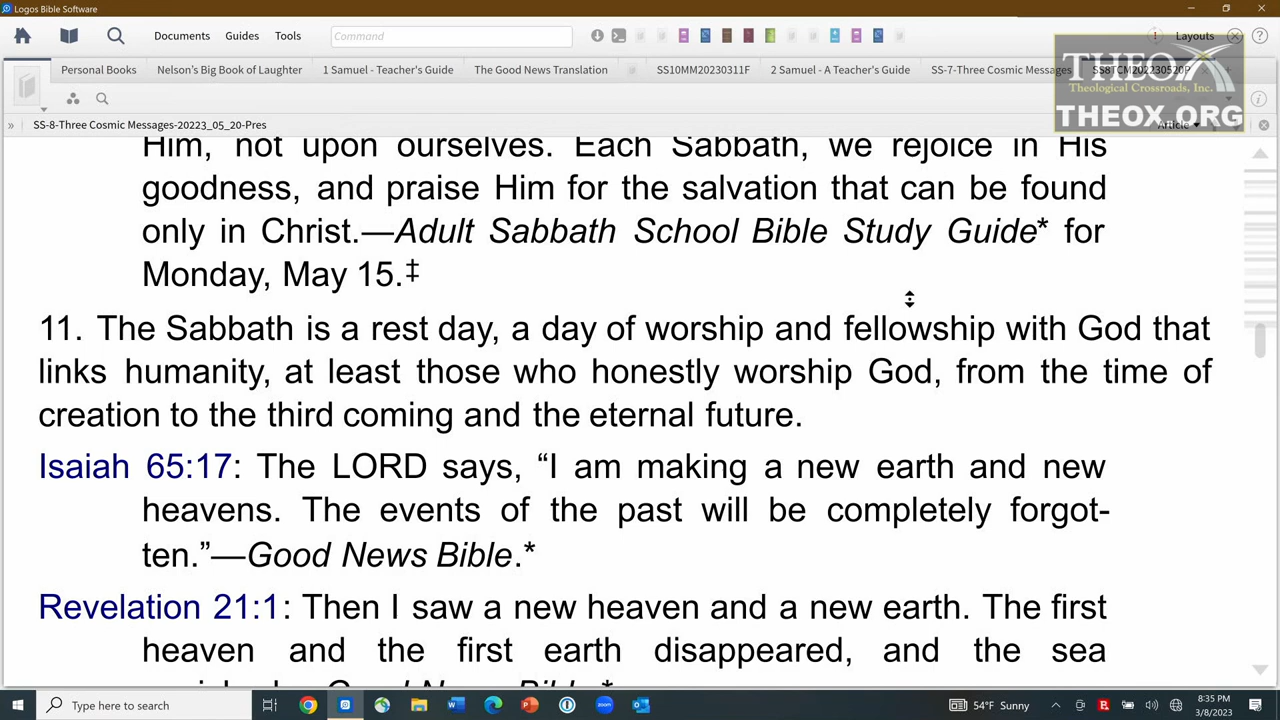 Logos Bible Software
Documents Guides Tools Command Layouts
Personal Books Nelson's Big Book of Laughter 1 Samuel Teac The Good News Translation SS10MM20230311F 2 Samuel - A Teacher's Guide SS-7-Three Cosmic Messages SS8TCM20230520P
THEOX
Theological Crossroads, Inc.
THEOX.ORG
SS-8-Three Cosmic Messages-20223_05_20-Pres Article
Him, not upon ourselves. Each Sabbath, we rejoice in His
goodness, and praise Him for the salvation that can be found
only in Christ.—Adult Sabbath School Bible Study Guide* for
Monday, May 15.‡
11. The Sabbath is a rest day, a day of worship and fellowship with God that
links humanity, at least those who honestly worship God, from the time of
creation to the third coming and the eternal future.
Isaiah 65:17: The LORD says, “I am making a new earth and new
heavens. The events of the past will be completely forgot-
ten.”—Good News Bible.*
Revelation 21:1: Then I saw a new heaven and a new earth. The first
heaven and the first earth disappeared, and the sea
Good News Bible.*
Type here to search 54°F Sunny 8:35 PM
3/8/2023